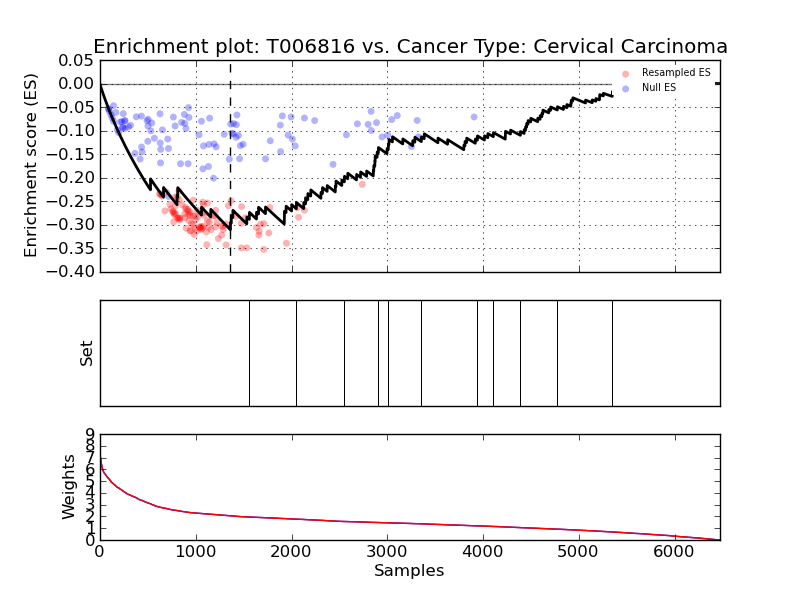 Enrichment plot: T006816 vs. Cancer Type: Cervical Carcinoma
Enrichment score (ES)
0.05
0.00
−0.05
−0.10
−0.15
−0.20
−0.25
−0.30
−0.35
−0.40
Resampled ES
Null ES
Set
Weights
9
8
7
6
5
4
3
2
1
0
0 1000 2000 3000 4000 5000 6000
Samples